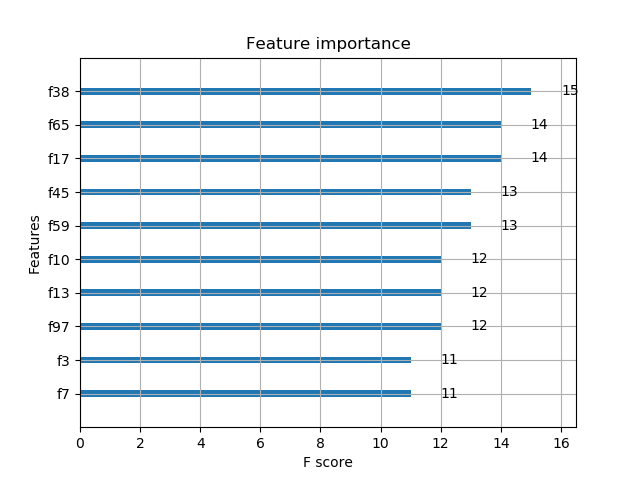 Feature importance
Features
f38 15
f65 14
f17 14
f45 13
f59 13
f10 12
f13 12
f97 12
f3 11
f7 11
0 2 4 6 8 10 12 14 16
F score